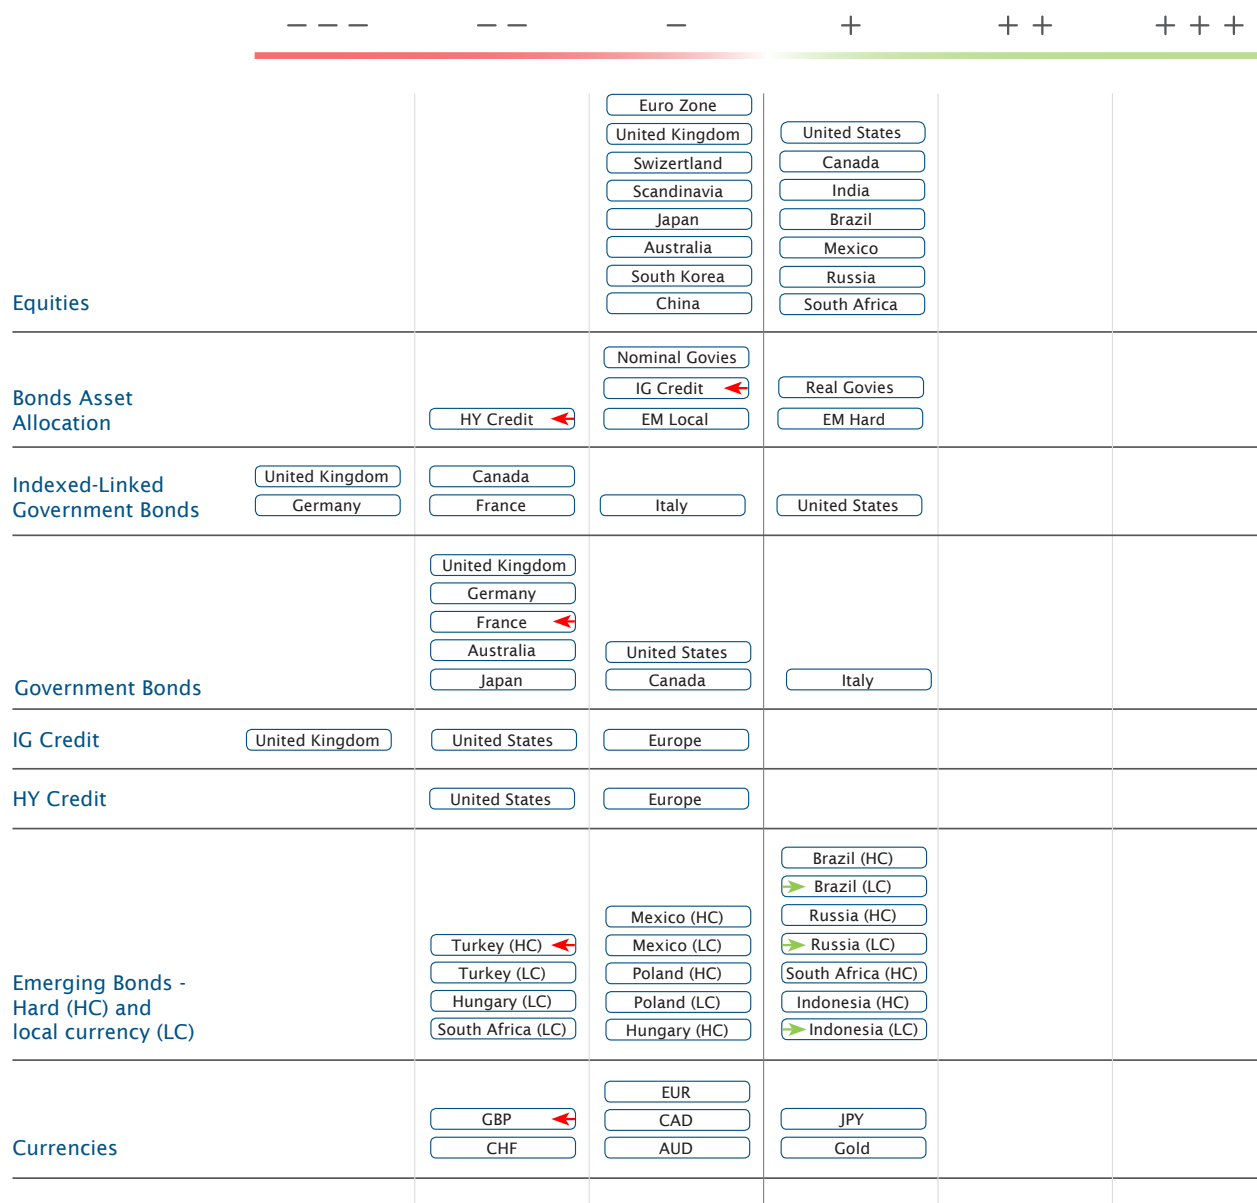 − − −
− −
−
+
+ +
+ + +
Equities
Euro Zone
United Kingdom
Swizertland
Scandinavia
Japan
Australia
South Korea
China
United States
Canada
India
Brazil
Mexico
Russia
South Africa
Bonds Asset
Allocation
HY Credit
Nominal Govies
IG Credit
EM Local
Real Govies
EM Hard
Indexed-Linked
Government Bonds
United Kingdom
Germany
Canada
France
Italy
United States
Government Bonds
United Kingdom
Germany
France
Australia
Japan
United States
Canada
Italy
IG Credit
United Kingdom
United States
Europe
HY Credit
United States
Europe
Emerging Bonds -
Hard (HC) and
local currency (LC)
Turkey (HC)
Turkey (LC)
Hungary (LC)
South Africa (LC)
Mexico (HC)
Mexico (LC)
Poland (HC)
Poland (LC)
Hungary (HC)
Brazil (HC)
Brazil (LC)
Russia (HC)
Russia (LC)
South Africa (HC)
Indonesia (HC)
Indonesia (LC)
Currencies
GBP
CHF
EUR
CAD
AUD
JPY
Gold